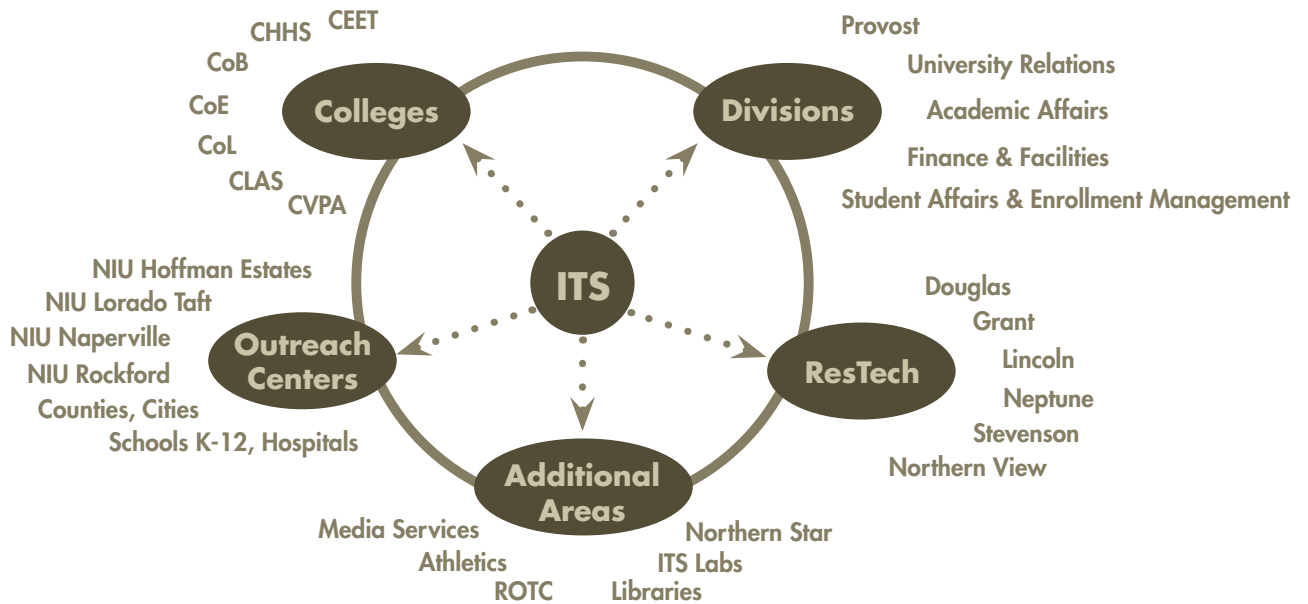 CEET
CHHS
CoB
CoE
CoL
CLAS
CVPA
Colleges
Provost
University Relations
Academic Affairs
Finance & Facilities
Student Affairs & Enrollment Management
Divisions
ITS
NIU Hoffman Estates
NIU Lorado Taft
NIU Naperville
NIU Rockford
Counties, Cities
Schools K-12, Hospitals
Outreach
Centers
Douglas
Grant
Lincoln
Neptune
Stevenson
Northern View
ResTech
Additional
Areas
Media Services
Athletics
ROTC
Northern Star
ITS Labs
Libraries